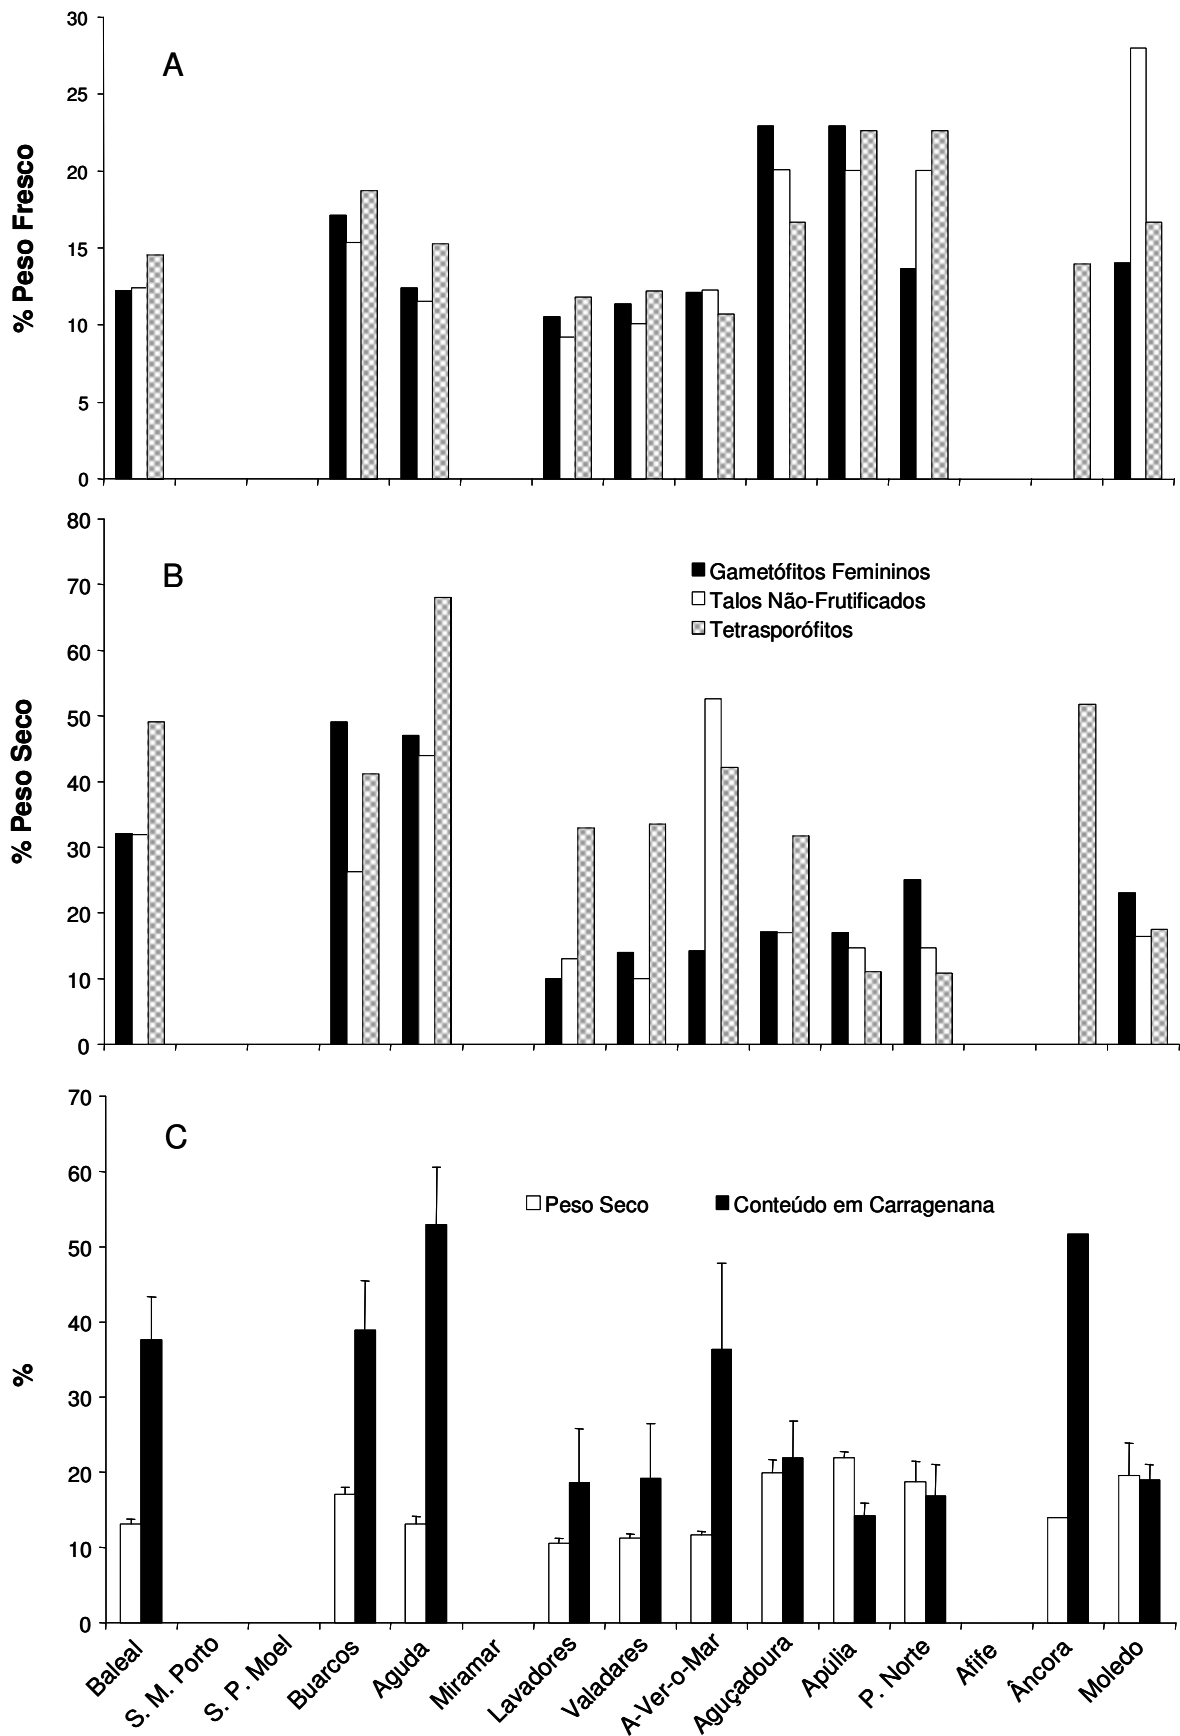 30
A
25
20
15
10
5
0
% Peso Fresco
80
B
70
60
50
40
30
20
10
0
% Peso Seco
Gametófitos Femininos
Talos Não-Frutificados
Tetrasporófitos
70
C
60
50
40
30
20
10
0
%
Peso Seco
Conteúdo em Carragenana
Baleal
S. M. Porto
S. P. Moel
Buarcos
Aguda
Miramar
Lavadores
Valadares
A-Ver-o-Mar
Aguçadoura
Apúlia
P. Norte
Afife
Âncora
Moledo